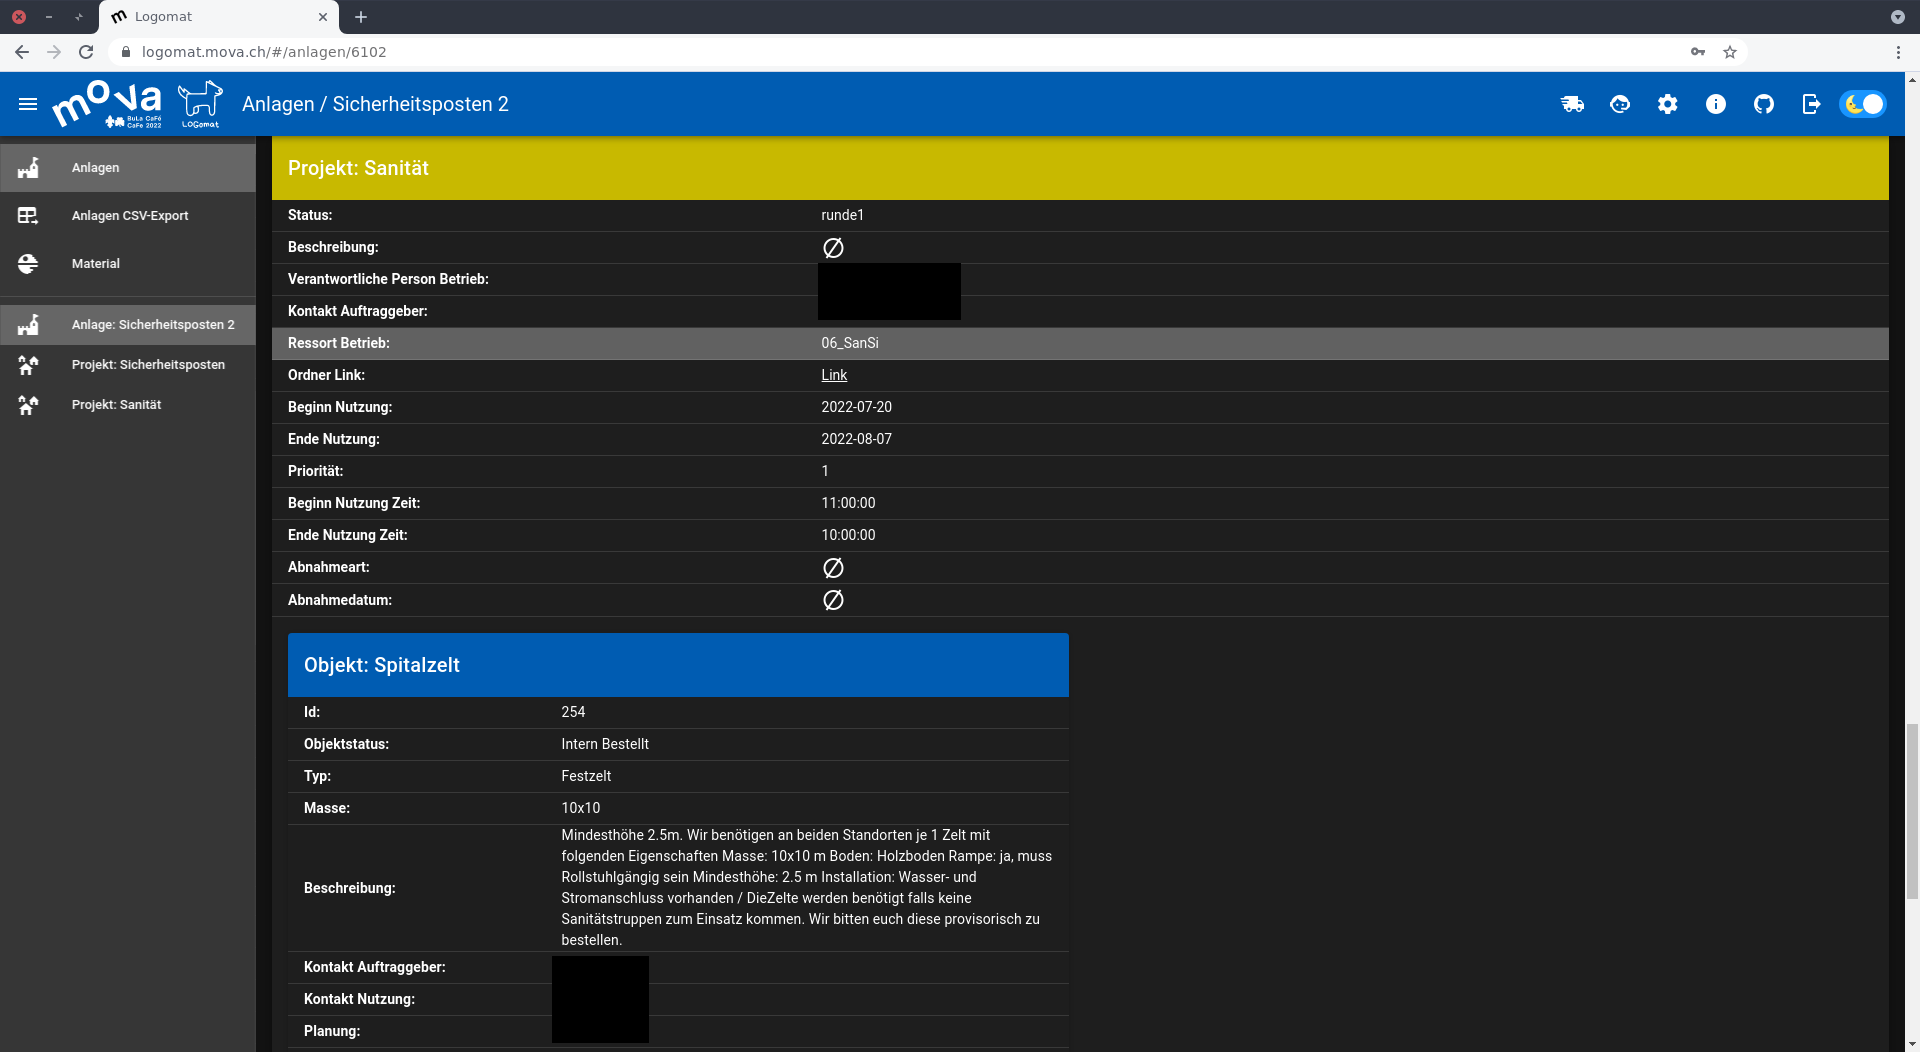 Logomat
logomat.mova.ch/#/anlagen/6102
mova
BuLa CaFé
CaFe 2022
LOGomat
Anlagen / Sicherheitsposten 2
Anlagen
Anlagen CSV-Export
Material
Anlage: Sicherheitsposten 2
Projekt: Sicherheitsposten
Projekt: Sanität
Projekt: Sanität
Status: runde1
Beschreibung: ∅
Verantwortliche Person Betrieb:
Kontakt Auftraggeber:
Ressort Betrieb: 06_SanSi
Ordner Link: Link
Beginn Nutzung: 2022-07-20
Ende Nutzung: 2022-08-07
Priorität: 1
Beginn Nutzung Zeit: 11:00:00
Ende Nutzung Zeit: 10:00:00
Abnahmeart: ∅
Abnahmedatum: ∅
Objekt: Spitalzelt
Id: 254
Objektstatus: Intern Bestellt
Typ: Festzelt
Masse: 10x10
Beschreibung:
Mindesthöhe 2.5m. Wir benötigen an beiden Standorten je 1 Zelt mit
folgenden Eigenschaften Masse: 10x10 m Boden: Holzboden Rampe: ja, muss
Rollstuhlgängig sein Mindesthöhe: 2.5 m Installation: Wasser- und
Stromanschluss vorhanden / DieZelte werden benötigt falls keine
Sanitätstruppen zum Einsatz kommen. Wir bitten euch diese provisorisch zu
bestellen.
Kontakt Auftraggeber:
Kontakt Nutzung:
Planung: